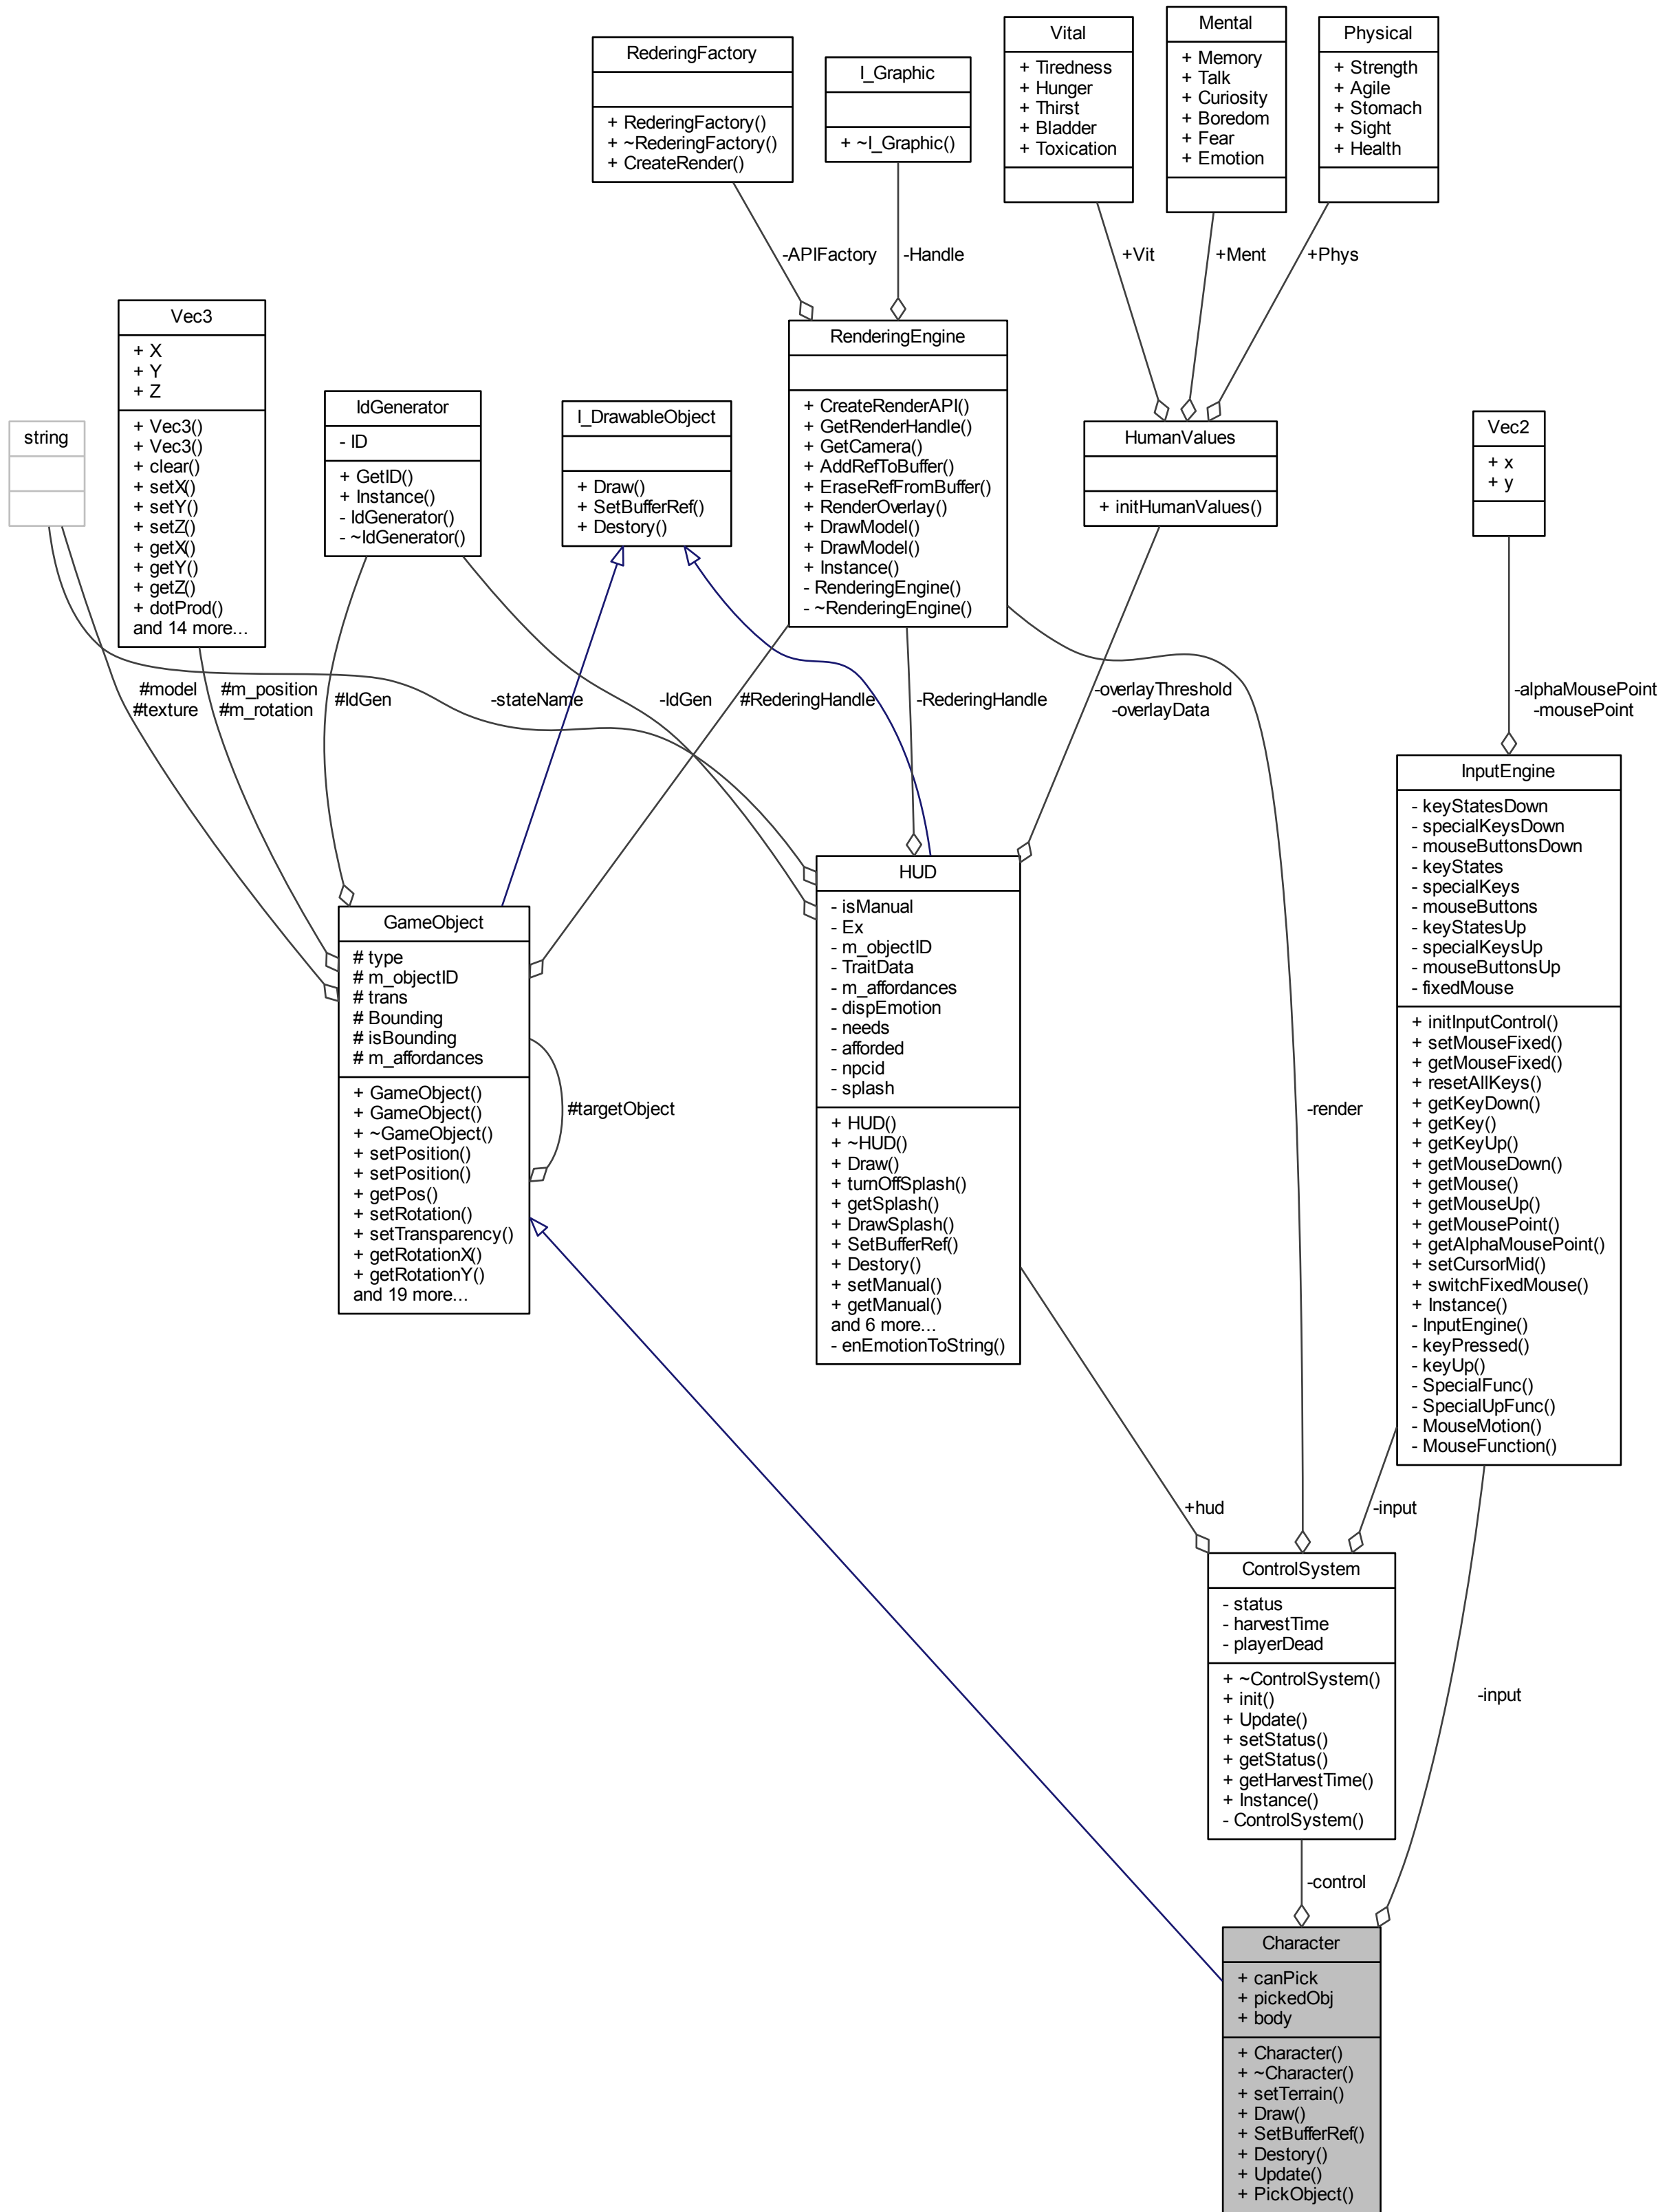 RederingFactory
+ RederingFactory()
+ ~RederingFactory()
+ CreateRender()
I_Graphic
+ ~I_Graphic()
Vital
+ Tiredness
+ Hunger
+ Thirst
+ Bladder
+ Toxication
Mental
+ Memory
+ Talk
+ Curiosity
+ Boredom
+ Fear
+ Emotion
Physical
+ Strength
+ Agile
+ Stomach
+ Sight
+ Health
-APIFactory
-Handle
+Vit
+Ment
+Phys
string
Vec3
+ X
+ Y
+ Z
+ Vec3()
+ Vec3()
+ clear()
+ setX()
+ setY()
+ setZ()
+ getX()
+ getY()
+ getZ()
+ dotProd()
and 14 more...
IdGenerator
- ID
+ GetID()
+ Instance()
- IdGenerator()
- ~IdGenerator()
I_DrawableObject
+ Draw()
+ SetBufferRef()
+ Destory()
RenderingEngine
+ CreateRenderAPI()
+ GetRenderHandle()
+ GetCamera()
+ AddRefToBuffer()
+ EraseRefFromBuffer()
+ RenderOverlay()
+ DrawModel()
+ DrawModel()
+ Instance()
- RenderingEngine()
- ~RenderingEngine()
HumanValues
+ initHumanValues()
Vec2
+ x
+ y
#model
#texture
#m_position
#m_rotation
#IdGen
-stateName
-IdGen
#RederingHandle
-RederingHandle
-overlayThreshold
-overlayData
-alphaMousePoint
-mousePoint
GameObject
# type
# m_objectID
# trans
# Bounding
# isBounding
# m_affordances
+ GameObject()
+ GameObject()
+ ~GameObject()
+ setPosition()
+ setPosition()
+ getPos()
+ setRotation()
+ setTransparency()
+ getRotationX()
+ getRotationY()
and 19 more...
#targetObject
HUD
- isManual
- Ex
- m_objectID
- TraitData
- m_affordances
- dispEmotion
- needs
- afforded
- npcid
- splash
+ HUD()
+ ~HUD()
+ Draw()
+ turnOffSplash()
+ getSplash()
+ DrawSplash()
+ SetBufferRef()
+ Destory()
+ setManual()
+ getManual()
and 6 more...
- enEmotionToString()
-render
InputEngine
- keyStatesDown
- specialKeysDown
- mouseButtonsDown
- keyStates
- specialKeys
- mouseButtons
- keyStatesUp
- specialKeysUp
- mouseButtonsUp
- fixedMouse
+ initInputControl()
+ setMouseFixed()
+ getMouseFixed()
+ resetAllKeys()
+ getKeyDown()
+ getKey()
+ getKeyUp()
+ getMouseDown()
+ getMouse()
+ getMouseUp()
+ getMousePoint()
+ getAlphaMousePoint()
+ setCursorMid()
+ switchFixedMouse()
+ Instance()
- InputEngine()
- keyPressed()
- keyUp()
- SpecialFunc()
- SpecialUpFunc()
- MouseMotion()
- MouseFunction()
+hud
-input
ControlSystem
- status
- harvestTime
- playerDead
+ ~ControlSystem()
+ init()
+ Update()
+ setStatus()
+ getStatus()
+ getHarvestTime()
+ Instance()
- ControlSystem()
-input
-control
Character
+ canPick
+ pickedObj
+ body
+ Character()
+ ~Character()
+ setTerrain()
+ Draw()
+ SetBufferRef()
+ Destory()
+ Update()
+ PickObject()